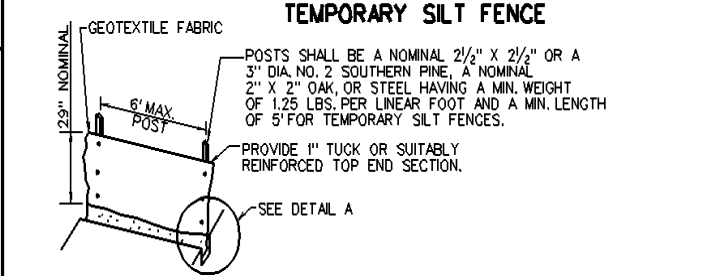 TEMPORARY SILT FENCE
GEOTEXTILE FABRIC
29" NOMINAL
6' MAX.
POST
POSTS SHALL BE A NOMINAL 2½" X 2½" OR A
3" DIA. NO. 2 SOUTHERN PINE, A NOMINAL
2" X 2" OAK, OR STEEL HAVING A MIN. WEIGHT
OF 1.25 LBS. PER LINEAR FOOT AND A MIN. LENGTH
OF 5' FOR TEMPORARY SILT FENCES.
PROVIDE 1" TUCK OR SUITABLY
REINFORCED TOP END SECTION.
SEE DETAIL A